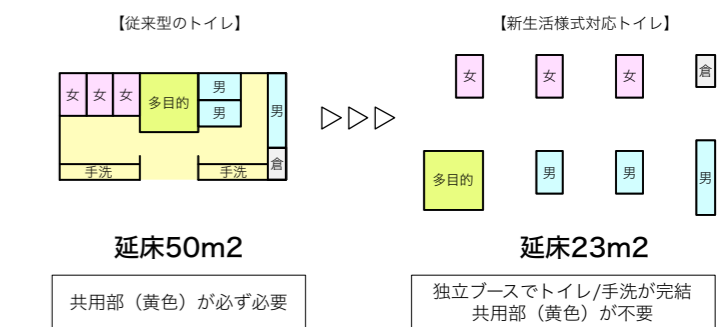 【従来型のトイレ】
女 女 女 多目的 男 男 男
手洗 手洗 倉
延床50m2
共用部（黄色）が必ず必要
▷▷▷
【新生活様式対応トイレ】
女 女 女 倉
多目的 男 男 男
延床23m2
独立ブースでトイレ/手洗が完結
共用部（黄色）が不要